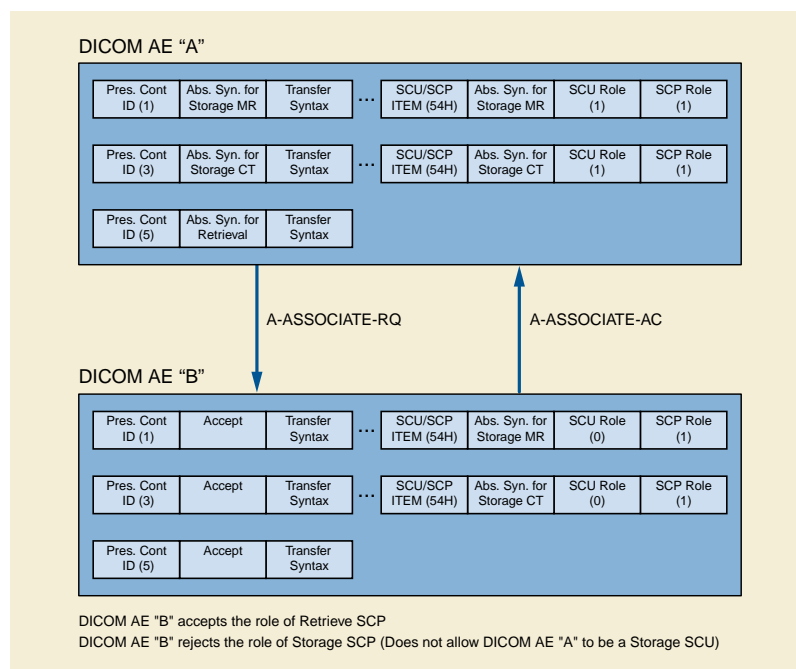 DICOM AE “A”
Pres. Cont ID (1) Abs. Syn. for Storage MR Transfer Syntax ... SCU/SCP ITEM (54H) Abs. Syn. for Storage MR SCU Role (1) SCP Role (1)
Pres. Cont ID (3) Abs. Syn. for Storage CT Transfer Syntax ... SCU/SCP ITEM (54H) Abs. Syn. for Storage CT SCU Role (1) SCP Role (1)
Pres. Cont ID (5) Abs. Syn. for Retrieval Transfer Syntax
A-ASSOCIATE-RQ A-ASSOCIATE-AC
DICOM AE “B”
Pres. Cont ID (1) Accept Transfer Syntax ... SCU/SCP ITEM (54H) Abs. Syn. for Storage MR SCU Role (0) SCP Role (1)
Pres. Cont ID (3) Accept Transfer Syntax ... SCU/SCP ITEM (54H) Abs. Syn. for Storage CT SCU Role (0) SCP Role (1)
Pres. Cont ID (5) Accept Transfer Syntax
DICOM AE "B" accepts the role of Retrieve SCP
DICOM AE "B" rejects the role of Storage SCP (Does not allow DICOM AE "A" to be a Storage SCU)